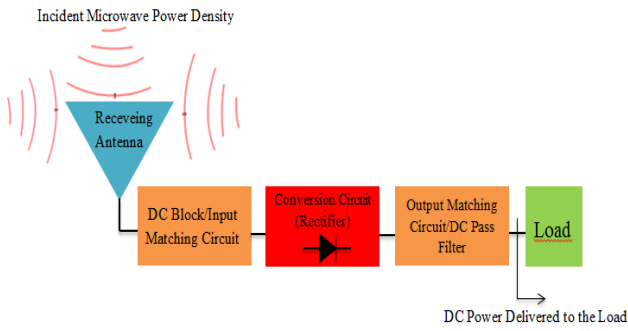 Incident Microwave Power Density
Receveing
Antenna
DC Block/Input
Matching Circuit
Conversion Circuit
(Rectifier)
Output Matching
Circuit/DC Pass
Filter
Load
DC Power Delivered to the Load